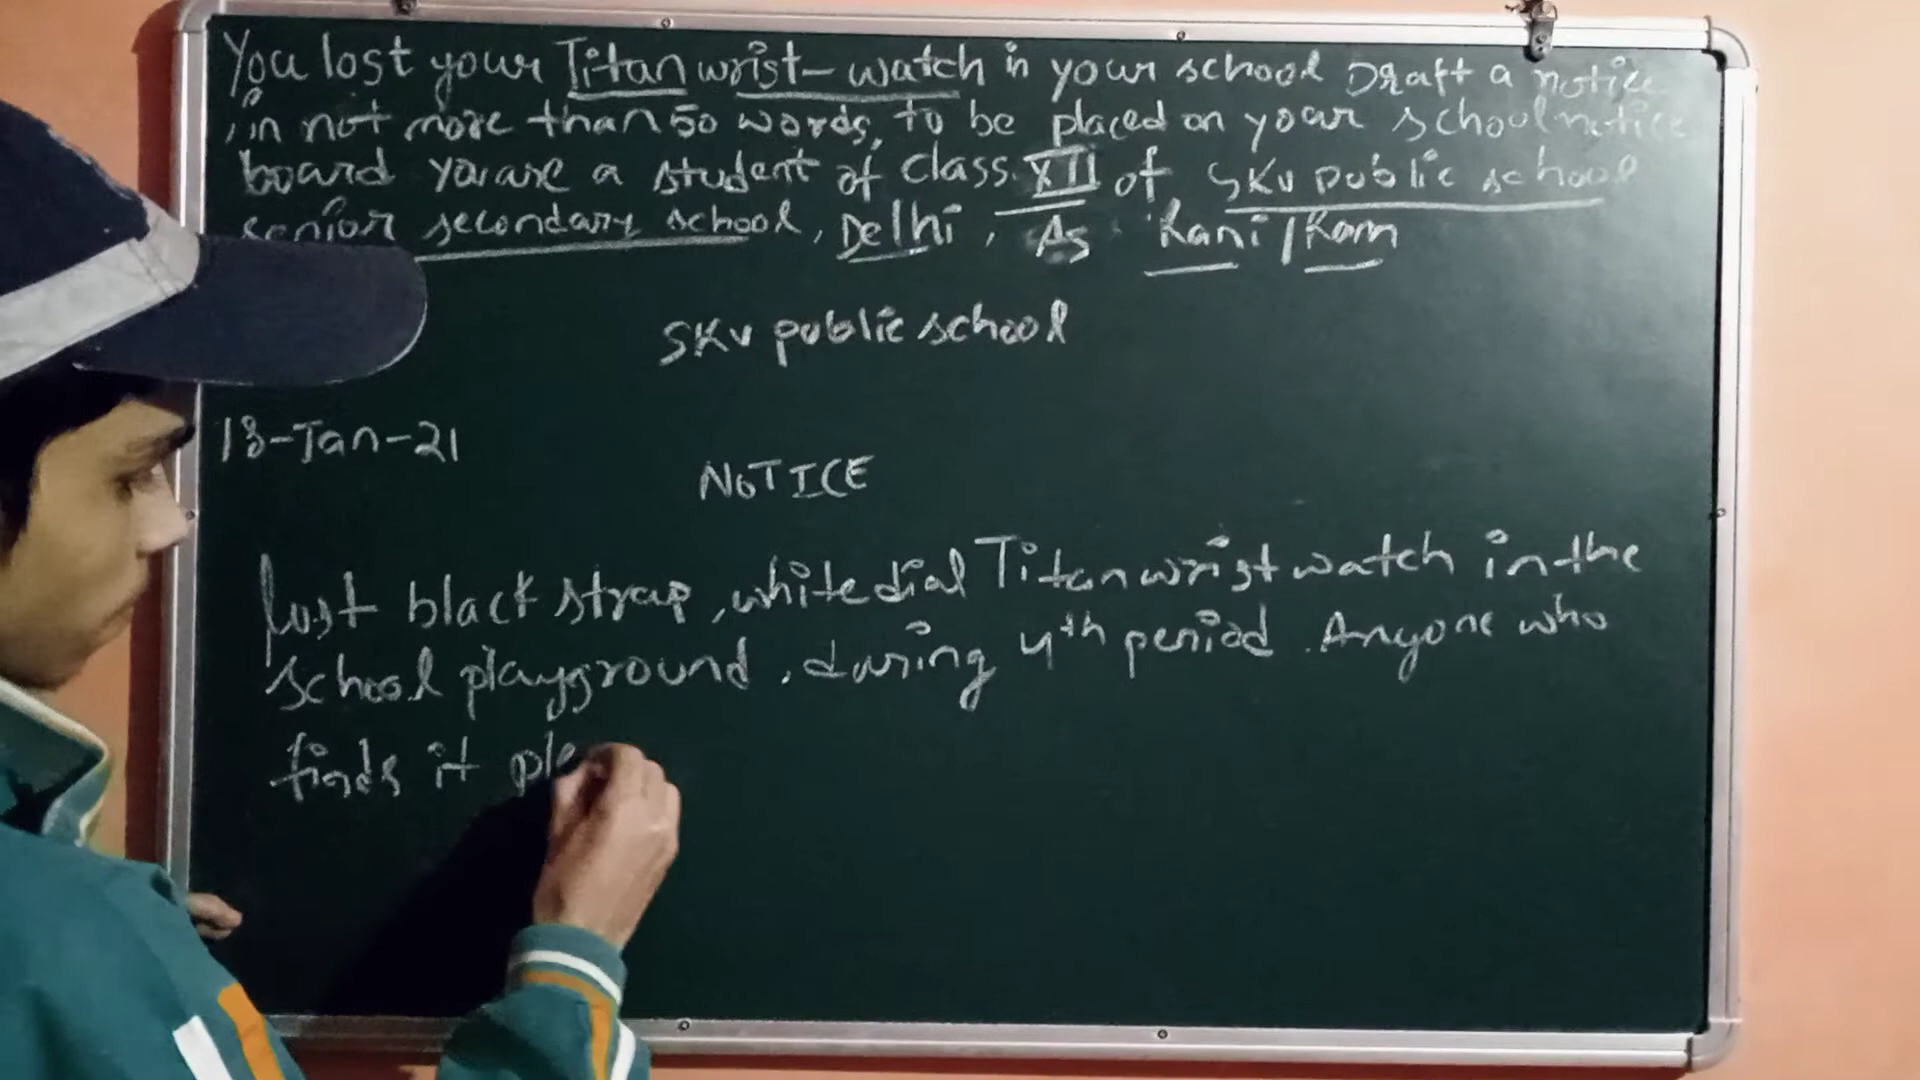 You lost your Titan wrist-watch in your school Draft a notice
in not more than 50 words, to be placed on your school notice
board you are a student of class XII of SKV public school
senior secondary school, Delhi, As Rani/Ram
SKV public school
13-Jan-21
NOTICE
lost black strap, white dial Titan wrist watch in the
school playground, during 4th period. Anyone who
finds it ple